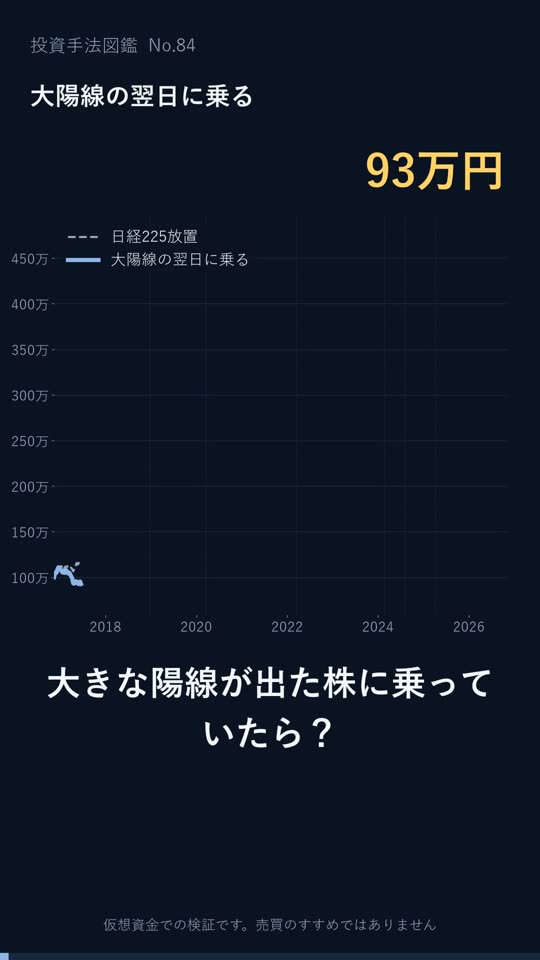 投資手法図鑑 No.84
大陽線の翌日に乗る
93万円
日経225放置
大陽線の翌日に乗る
450万
400万
350万
300万
250万
200万
150万
100万
2018 2020 2022 2024 2026
大きな陽線が出た株に乗って
いたら？
仮想資金での検証です。売買のすすめではありません